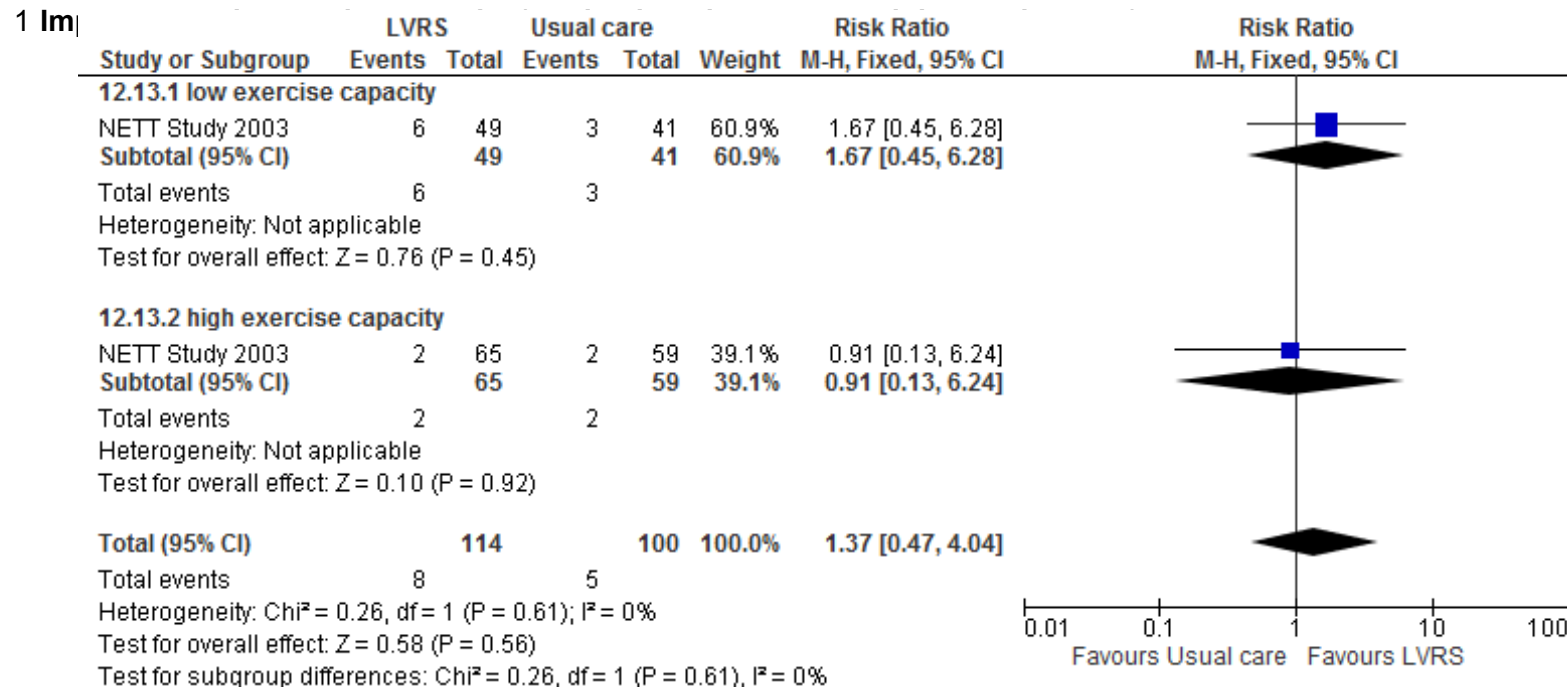 1 Im
LVRS Usual care Risk Ratio Risk Ratio
Study or Subgroup Events Total Events Total Weight M-H, Fixed, 95% CI M-H, Fixed, 95% CI
12.13.1 low exercise capacity
NETT Study 2003 6 49 3 41 60.9% 1.67 [0.45, 6.28]
Subtotal (95% CI) 49 41 60.9% 1.67 [0.45, 6.28]
Total events 6 3
Heterogeneity: Not applicable
Test for overall effect: Z = 0.76 (P = 0.45)
12.13.2 high exercise capacity
NETT Study 2003 2 65 2 59 39.1% 0.91 [0.13, 6.24]
Subtotal (95% CI) 65 59 39.1% 0.91 [0.13, 6.24]
Total events 2 2
Heterogeneity: Not applicable
Test for overall effect: Z = 0.10 (P = 0.92)
Total (95% CI) 114 100 100.0% 1.37 [0.47, 4.04]
Total events 8 5
Heterogeneity: Chi² = 0.26, df = 1 (P = 0.61); I² = 0%
Test for overall effect: Z = 0.58 (P = 0.56)
Test for subgroup differences: Chi² = 0.26, df = 1 (P = 0.61), I² = 0%
0.01 0.1 1 10 100
Favours Usual care Favours LVRS